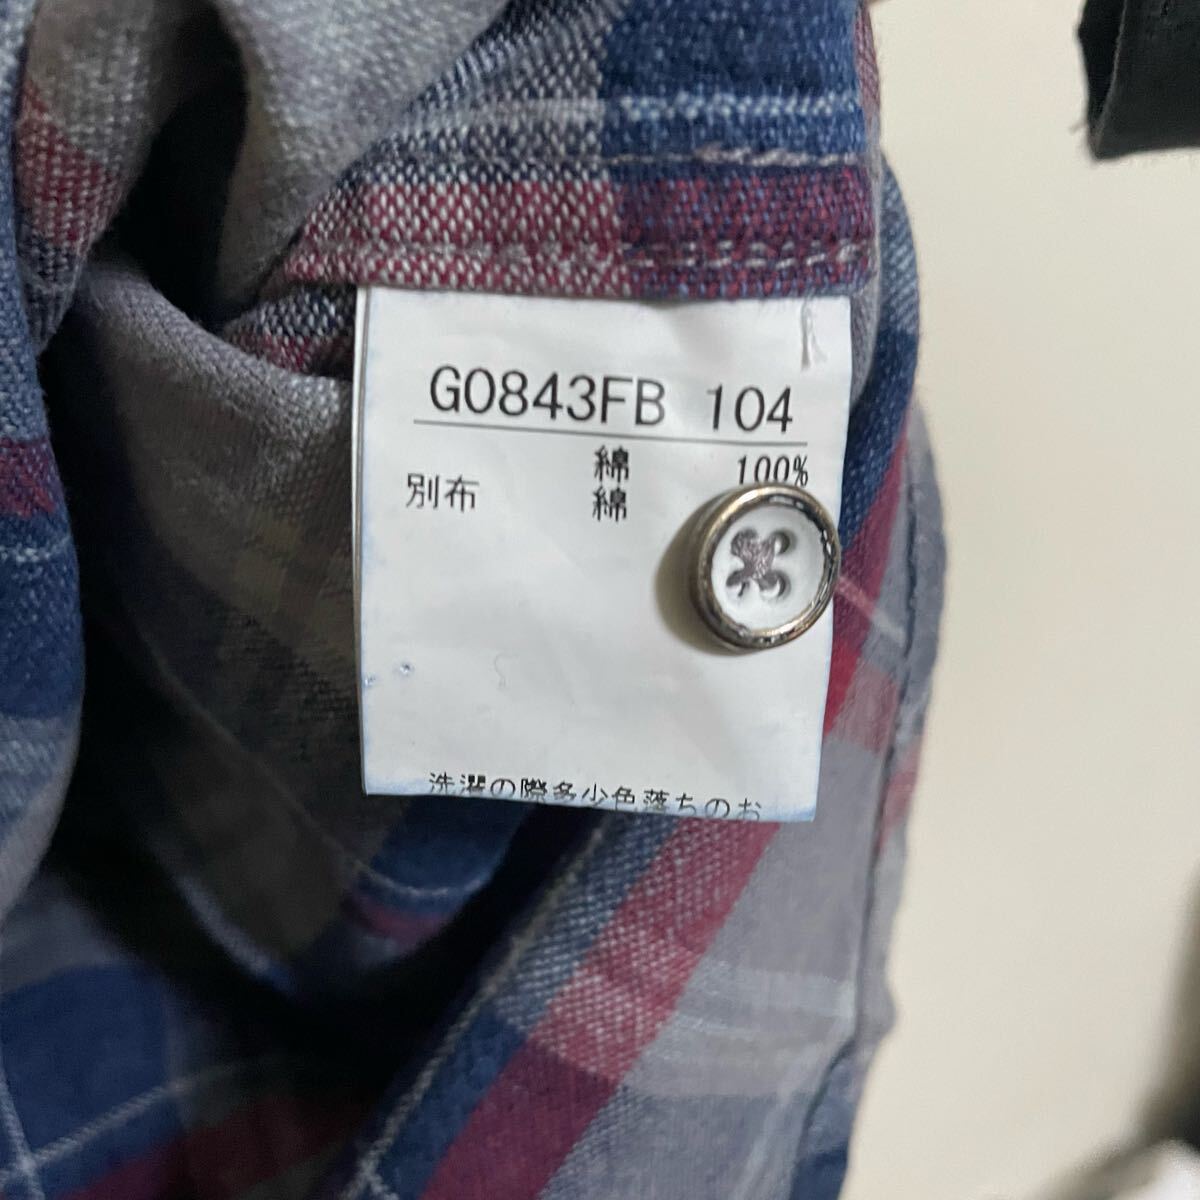 G0843FB 104
綿 100%
別布 綿
洗濯の際多少色落ちのお